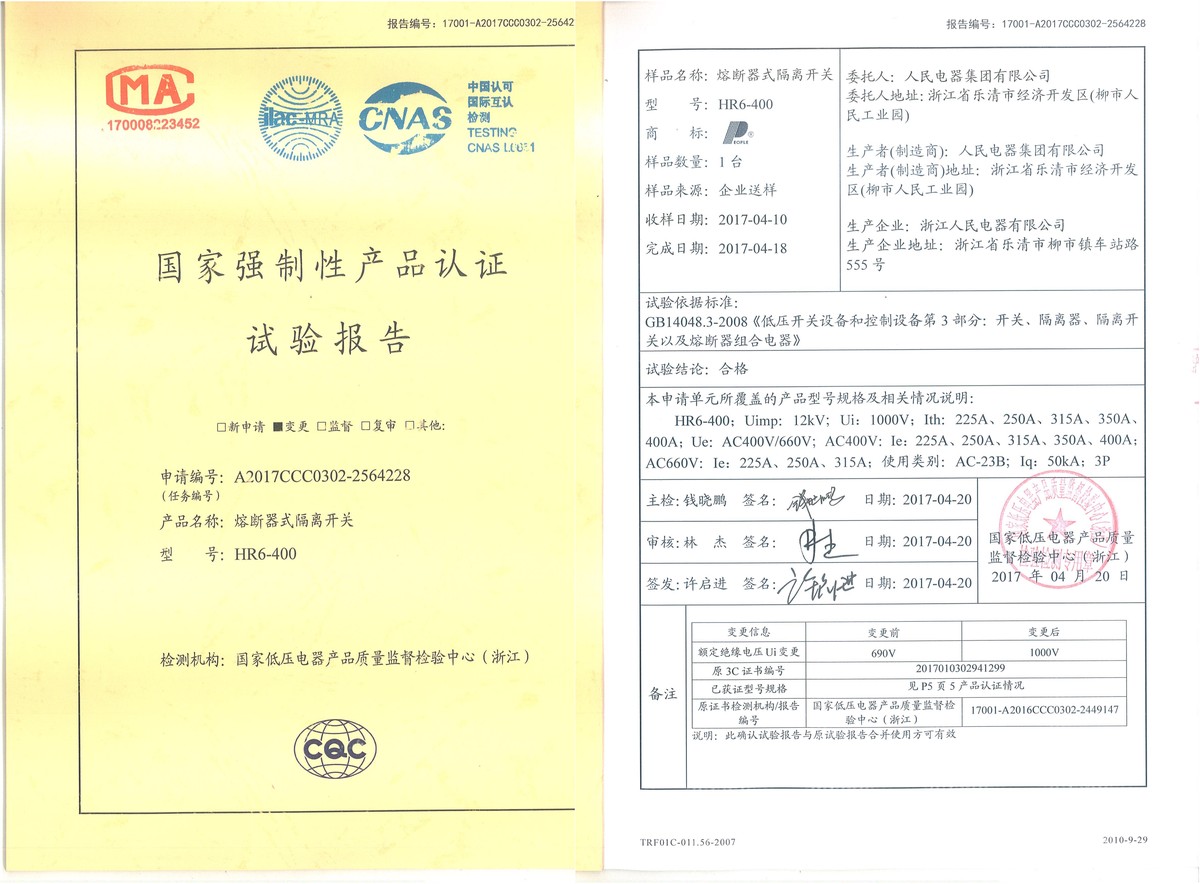 报告编号：17001-A2017CCC0302-25642
MA
170008223452
ilac-MRA
CNAS
中国认可
国际互认
检测
TESTING
国家强制性产品认证
试验报告
□新申请 ■变更 □监督 □复审 □其他:
申请编号：A2017CCC0302-2564228
（任务编号）
产品名称：熔断器式隔离开关
型　　号：HR6-400
检测机构：国家低压电器产品质量监督检验中心（浙江）
CQC
报告编号：17001-A2017CCC0302-2564228
样品名称：熔断器式隔离开关
型　　号：HR6-400
商　　标：PEOPLE®
样品数量：1 台
样品来源：企业送样
收样日期：2017-04-10
完成日期：2017-04-18
委托人：人民电器集团有限公司
委托人地址：浙江省乐清市经济开发区(柳市人
民工业园)
生产者(制造商)：人民电器集团有限公司
生产者(制造商)地址：浙江省乐清市经济开发
区(柳市人民工业园)
生产企业：浙江人民电器有限公司
生产企业地址：浙江省乐清市柳市镇车站路
555 号
试验依据标准：
GB14048.3-2008《低压开关设备和控制设备第 3 部分：开关、隔离器、隔离开
关以及熔断器组合电器》
试验结论：合格
本申请单元所覆盖的产品型号规格及相关情况说明：
HR6-400；Uimp：12kV；Ui：1000V；Ith：225A、250A、315A、350A、
400A；Ue：AC400V/660V；AC400V：Ie：225A、250A、315A、350A、400A；
AC660V：Ie：225A、250A、315A；使用类别：AC-23B；Iq：50kA；3P
主检：钱晓鹏　签名：　日期：2017-04-20
审核：林　杰　签名：　日期：2017-04-20
签发：许启进　签名：　日期：2017-04-20
国家低压电器产品质量
监督检验中心（浙江）
2017 年 04 月 20 日
备注
变更信息　变更前　变更后
额定绝缘电压 Ui 变更　690V　1000V
原 3C 证书编号　2017010302941299
已获证型号规格　见 P5 页 5 产品认证情况
原证书检测机构/报告
编号　国家低压电器产品质量监督检
验中心（浙江）　17001-A2016CCC0302-2449147
说明：此确认试验报告与原试验报告合并使用方可有效
TRF01C-011.56-2007
2010-9-29